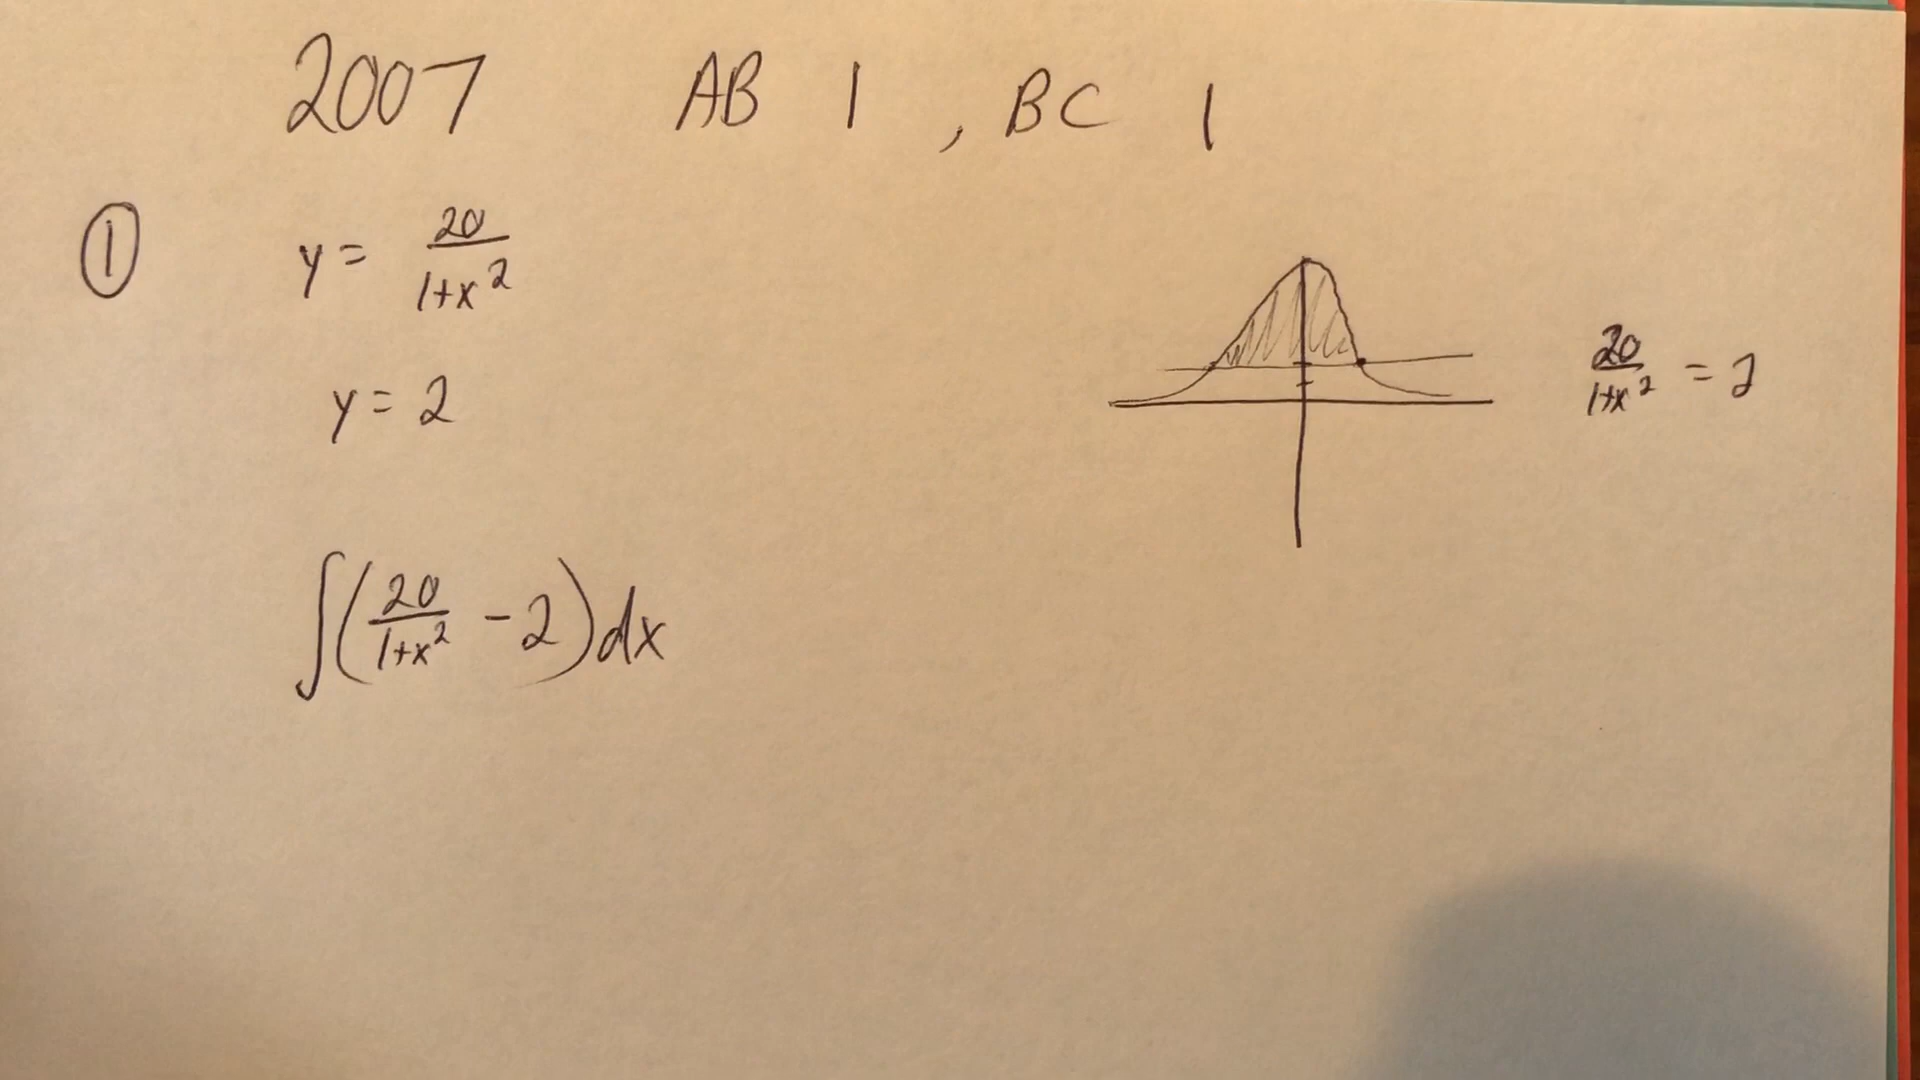 2007 AB 1 , BC 1
① y = 20/(1+x²)
y = 2
20/(1+x²) = 2
∫(20/(1+x²) - 2)dx